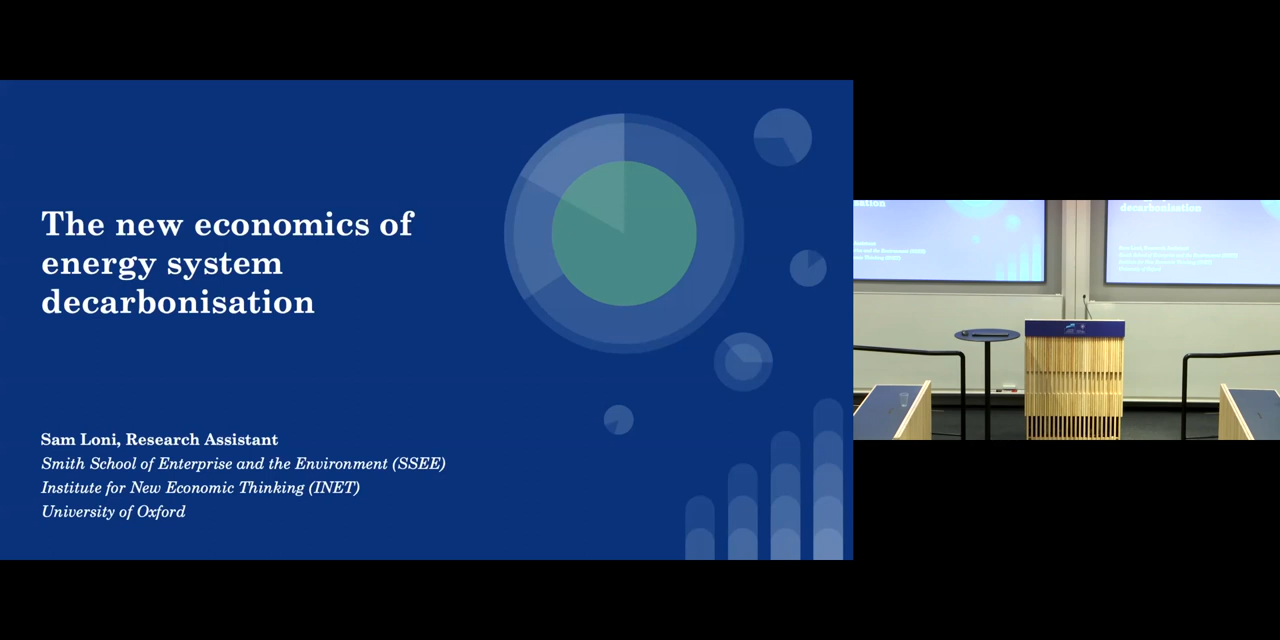 The new economics of
energy system
decarbonisation
Sam Loni, Research Assistant
Smith School of Enterprise and the Environment (SSEE)
Institute for New Economic Thinking (INET)
University of Oxford
decarbonisation